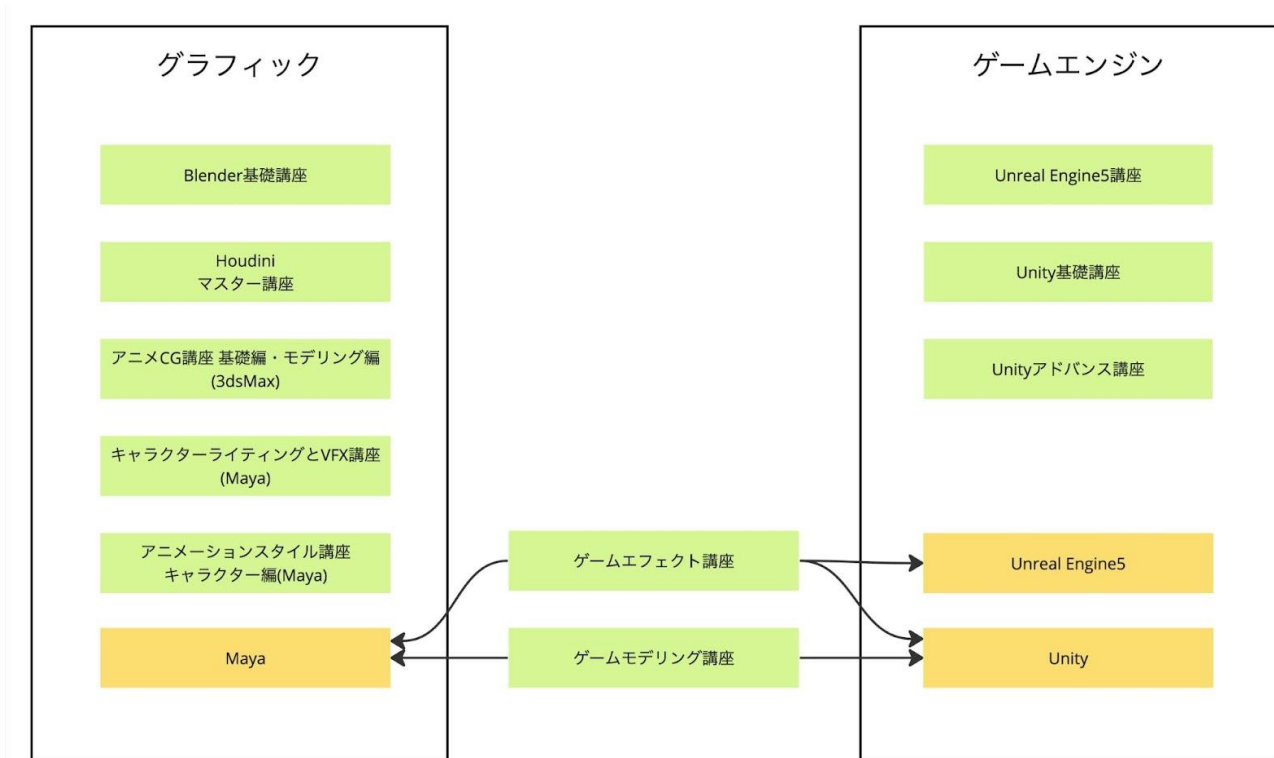 グラフィック
Blender基礎講座
Houdini
マスター講座
アニメCG講座 基礎編・モデリング編
(3dsMax)
キャラクターライティングとVFX講座
(Maya)
アニメーションスタイル講座
キャラクター編(Maya)
Maya
ゲームエフェクト講座
ゲームモデリング講座
ゲームエンジン
Unreal Engine5講座
Unity基礎講座
Unityアドバンス講座
Unreal Engine5
Unity